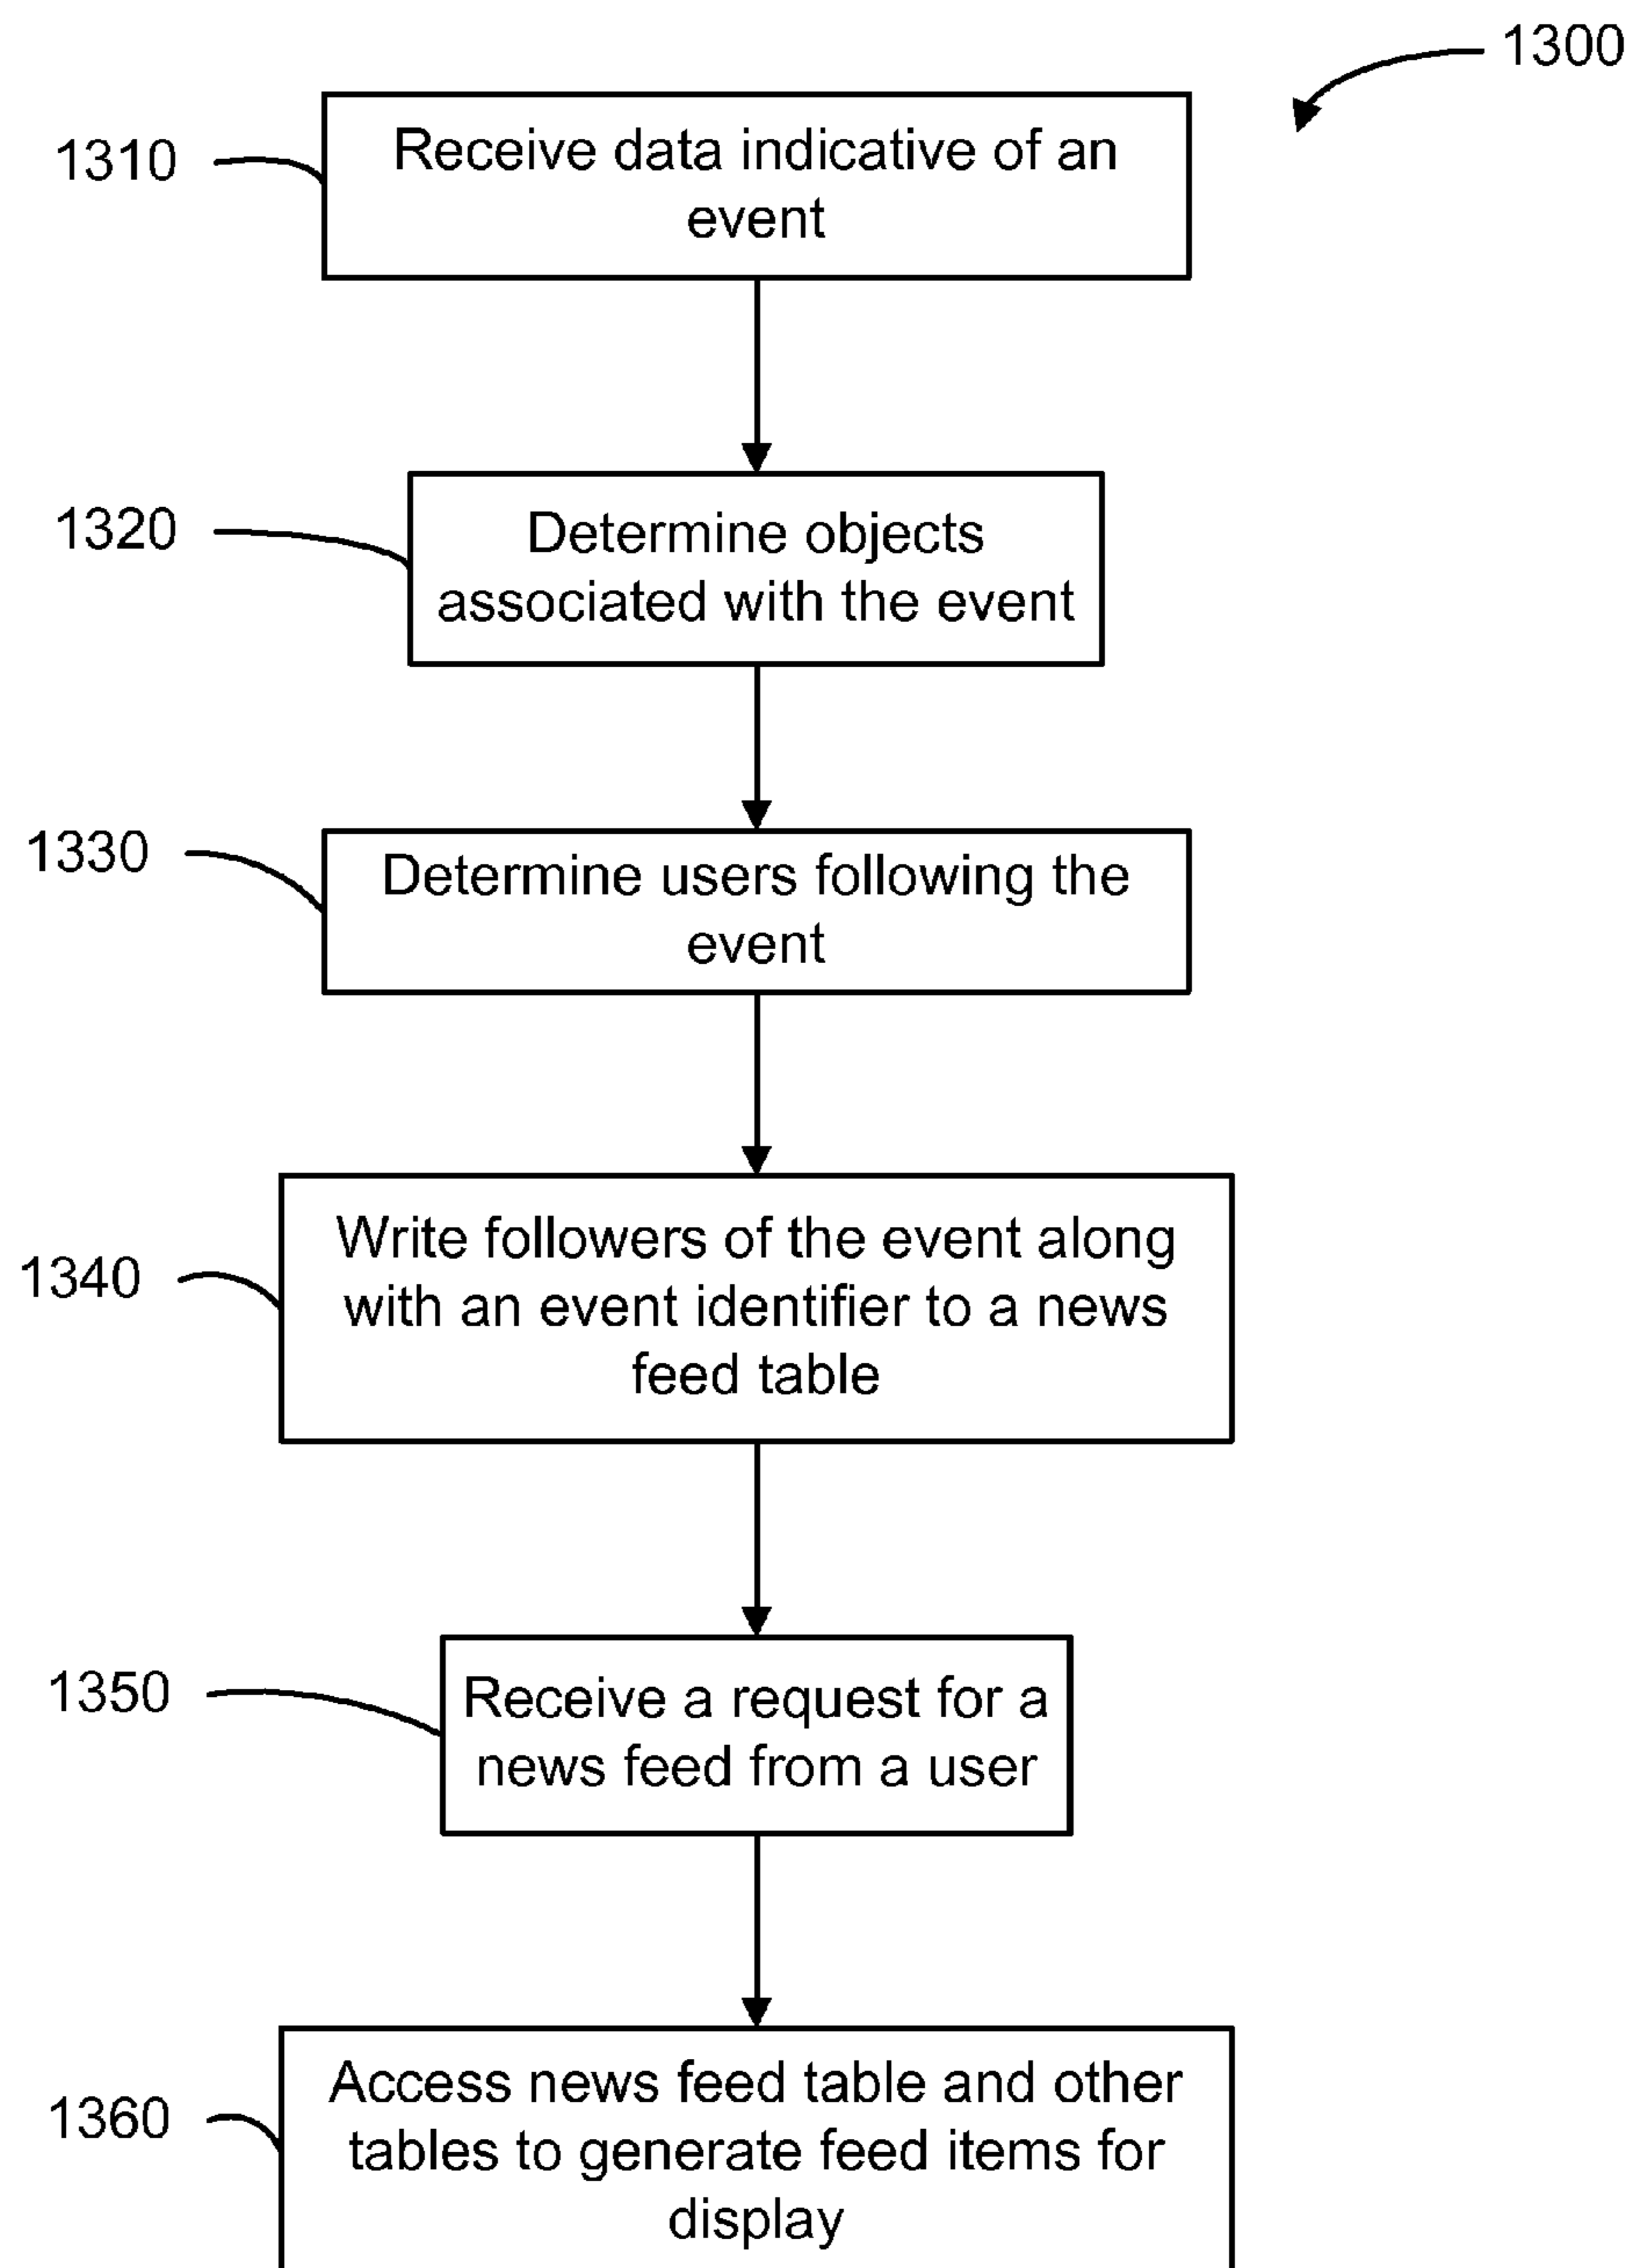 1300
1310
Receive data indicative of an
event
1320
Determine objects
associated with the event
1330
Determine users following the
event
1340
Write followers of the event along
with an event identifier to a news
feed table
1350
Receive a request for a
news feed from a user
1360
Access news feed table and other
tables to generate feed items for
display